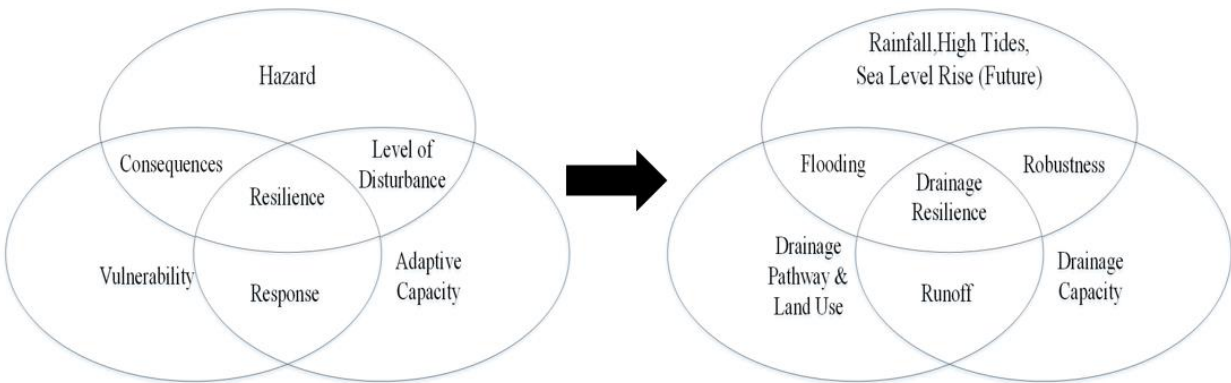 Hazard
Consequences
Level of
Disturbance
Resilience
Vulnerability
Response
Adaptive
Capacity
Rainfall,High Tides,
Sea Level Rise (Future)
Flooding
Robustness
Drainage
Resilience
Drainage
Pathway &
Land Use
Runoff
Drainage
Capacity